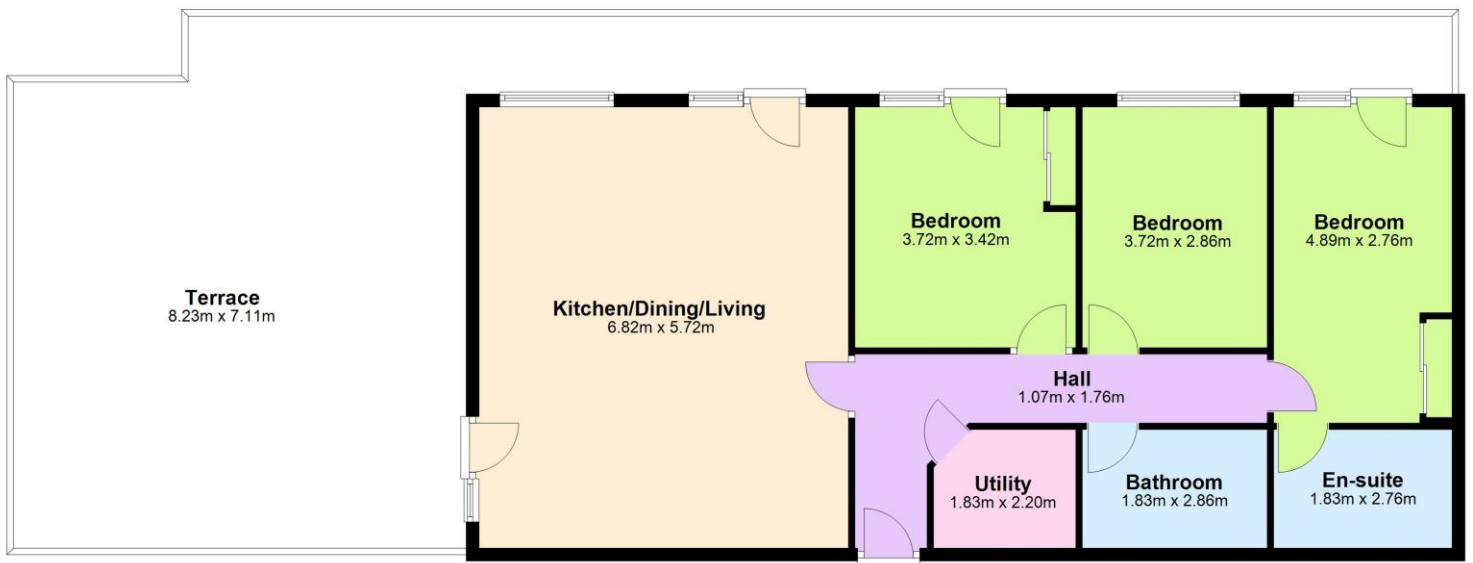 Terrace
8.23m x 7.11m
Kitchen/Dining/Living
6.82m x 5.72m
Bedroom
3.72m x 3.42m
Bedroom
3.72m x 2.86m
Bedroom
4.89m x 2.76m
Hall
1.07m x 1.76m
Utility
1.83m x 2.20m
Bathroom
1.83m x 2.86m
En-suite
1.83m x 2.76m